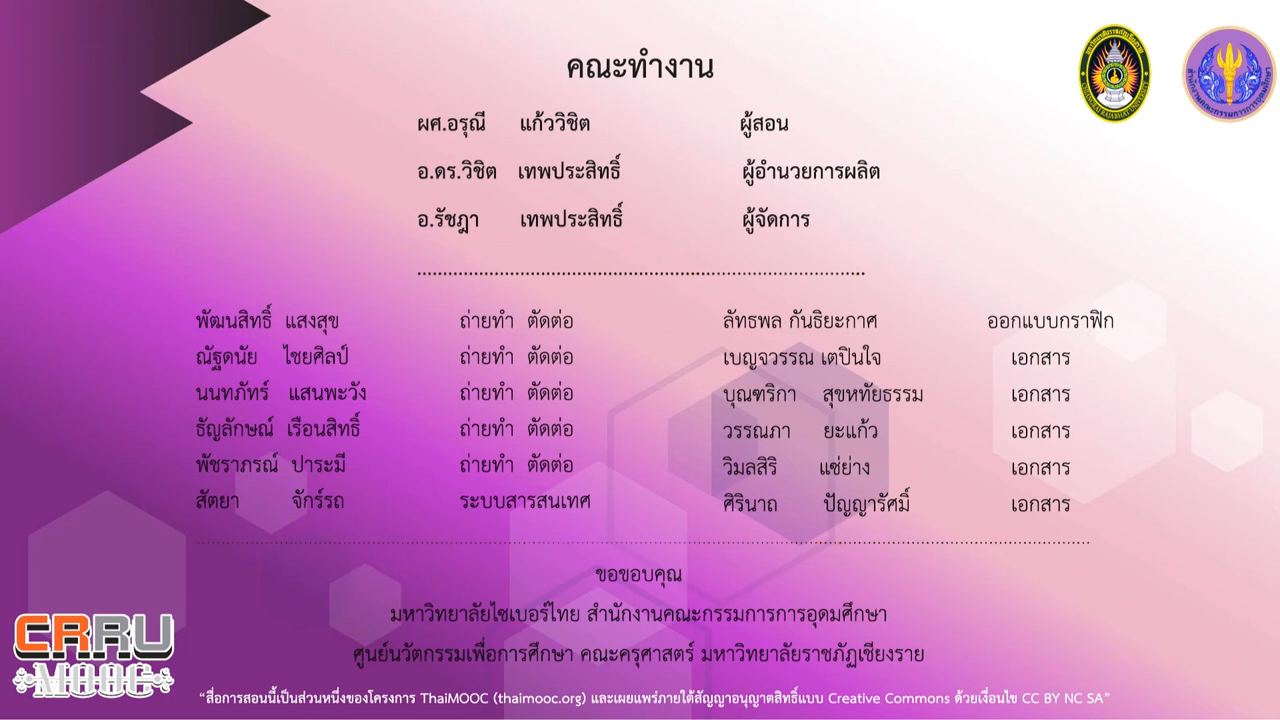 คณะทำงาน
ผศ.อรุณี แก้ววิชิต ผู้สอน
อ.ดร.วิชิต เทพประสิทธิ์ ผู้อำนวยการผลิต
อ.รัชฎา เทพประสิทธิ์ ผู้จัดการ
พัฒนสิทธิ์ แสงสุข ถ่ายทำ ตัดต่อ ลัทธพล กันธิยะกาศ ออกแบบกราฟิก
ณัฐดนัย ไชยศิลป์ ถ่ายทำ ตัดต่อ เบญจวรรณ เตปินใจ เอกสาร
นนทภัทร์ แสนพะวัง ถ่ายทำ ตัดต่อ บุณฑริกา สุขหทัยธรรม เอกสาร
ธัญลักษณ์ เรือนสิทธิ์ ถ่ายทำ ตัดต่อ วรรณภา ยะแก้ว เอกสาร
พัชราภรณ์ ปาระมี ถ่ายทำ ตัดต่อ วิมลสิริ แซ่ย่าง เอกสาร
สัตยา จักร์รถ ระบบสารสนเทศ ศิรินาถ ปัญญารัศมิ์ เอกสาร
ขอขอบคุณ
มหาวิทยาลัยไซเบอร์ไทย สำนักงานคณะกรรมการการอุดมศึกษา
ศูนย์นวัตกรรมเพื่อการศึกษา คณะครุศาสตร์ มหาวิทยาลัยราชภัฏเชียงราย
CRRU
MOOC
“สื่อการสอนนี้เป็นส่วนหนึ่งของโครงการ ThaiMOOC (thaimooc.org) และเผยแพร่ภายใต้สัญญาอนุญาตสิทธิ์แบบ Creative Commons ด้วยเงื่อนไข CC BY NC SA”